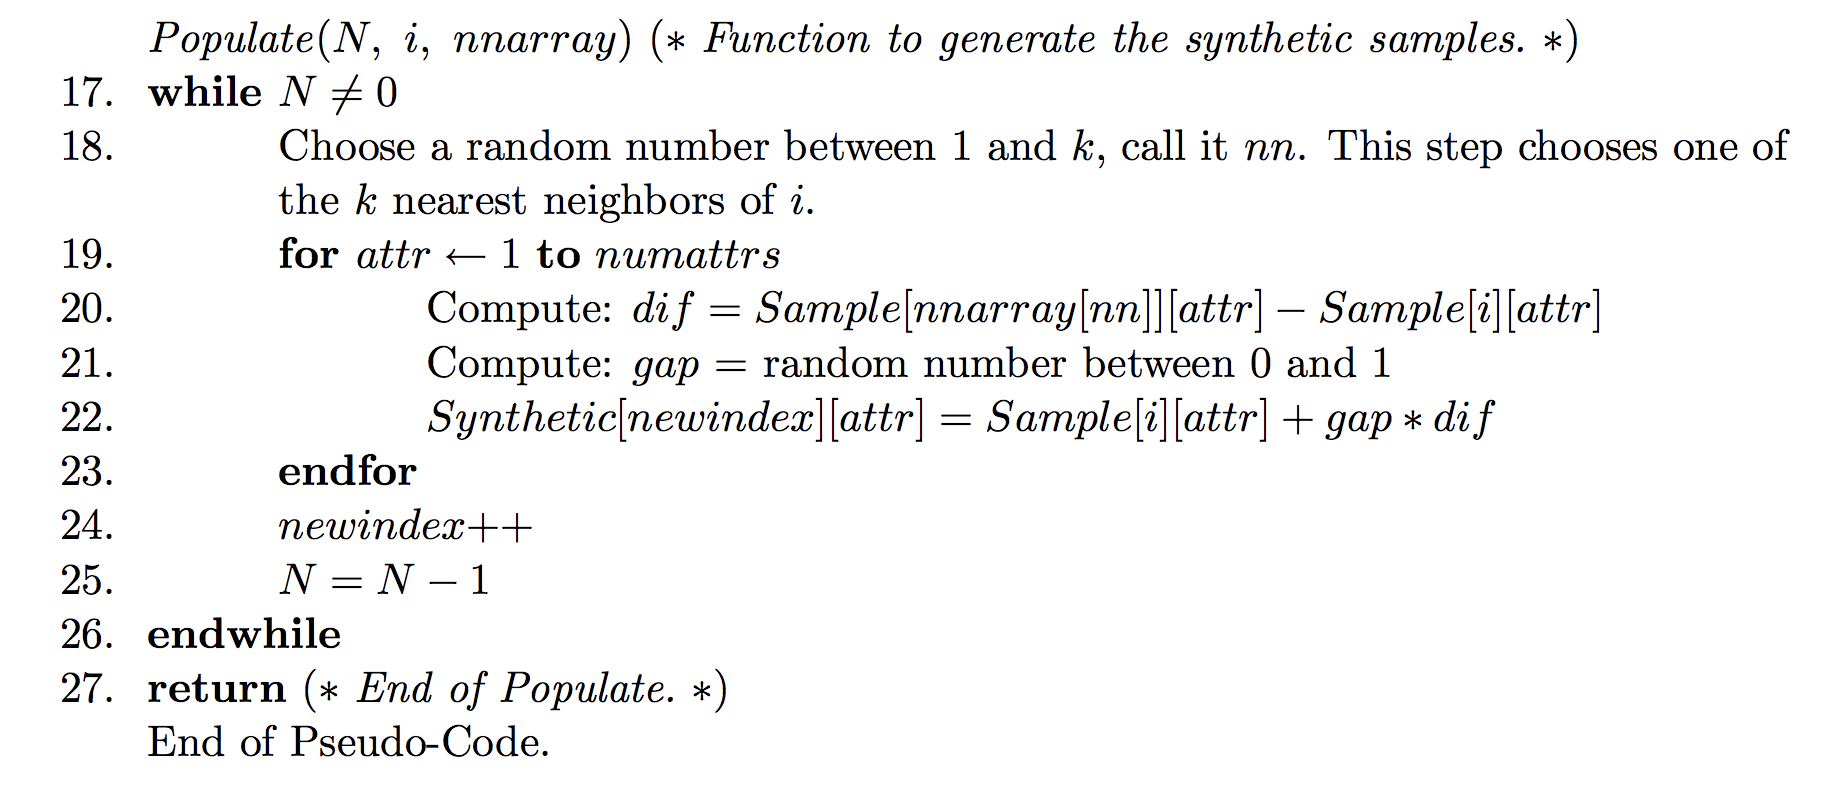 Populate(N, i, nnarray) (∗ Function to generate the synthetic samples. ∗)
17. while N ≠ 0
18. Choose a random number between 1 and k, call it nn. This step chooses one of
the k nearest neighbors of i.
19. for attr ← 1 to numattrs
20. Compute: dif = Sample[nnarray[nn]][attr] − Sample[i][attr]
21. Compute: gap = random number between 0 and 1
22. Synthetic[newindex][attr] = Sample[i][attr] + gap ∗ dif
23. endfor
24. newindex++
25. N = N − 1
26. endwhile
27. return (∗ End of Populate. ∗)
End of Pseudo-Code.